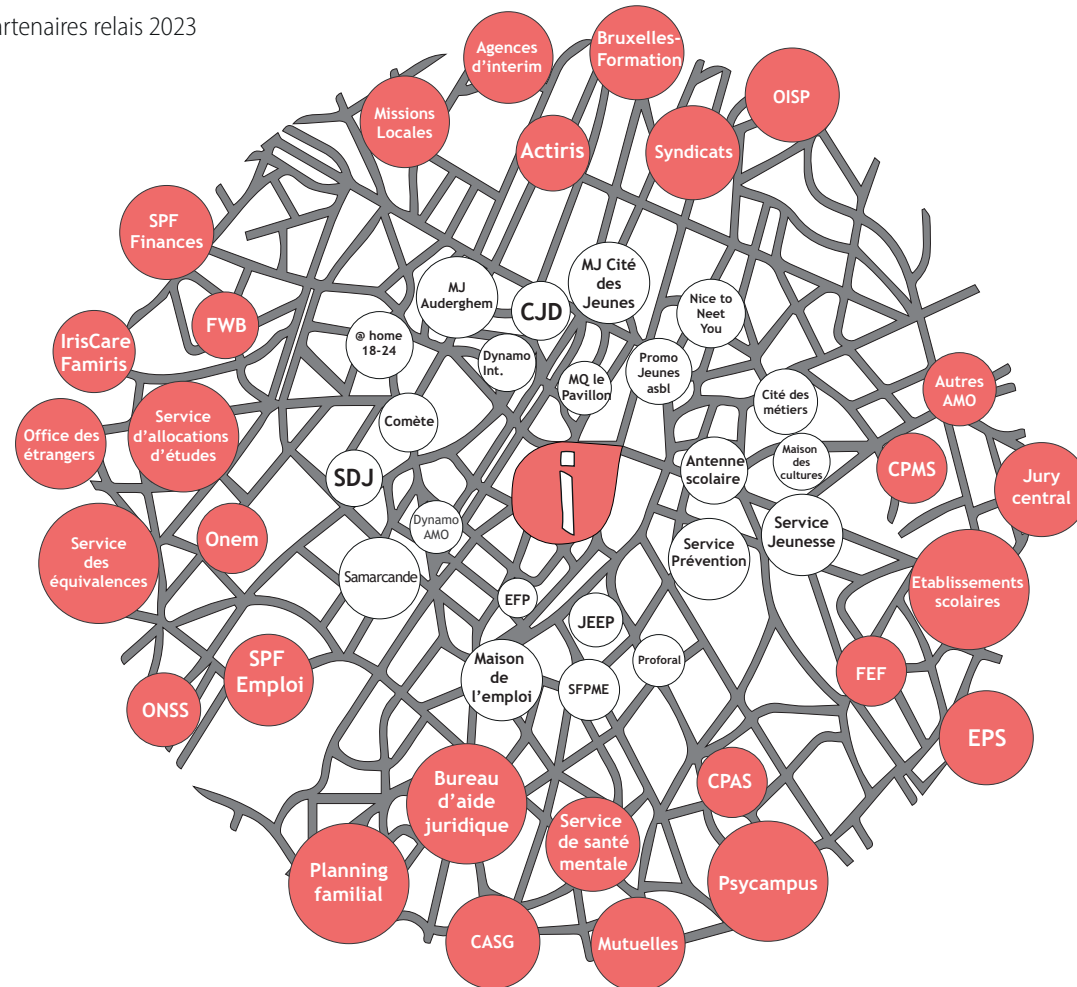 artenaires relais 2023
Agences
d'interim
Bruxelles-
Formation
OISP
Missions
Locales
Actiris
Syndicats
SPF
Finances
MJ
Auderghem
CJD
MJ Cité
des
Jeunes
Nice to
Neet
You
FWB
IrisCare
Famiris
@ home
18-24
Dynamo
Int.
MQ le
Pavillon
Promo
Jeunes
asbl
Cité des
métiers
Autres
AMO
Office des
étrangers
Service
d'allocations
d'études
Comète
SDJ
i
Antenne
scolaire
Maison
des
cultures
CPMS
Jury
central
Service
des
équivalences
Onem
Dynamo
AMO
Samarcande
Service
Prévention
Service
Jeunesse
Etablissements
scolaires
EFP
JEEP
Proforal
SPF
Emploi
Maison
de
l'emploi
SFPME
FEF
ONSS
EPS
Bureau
d'aide
juridique
CPAS
Service
de santé
mentale
Planning
familial
Psycampus
CASG
Mutuelles